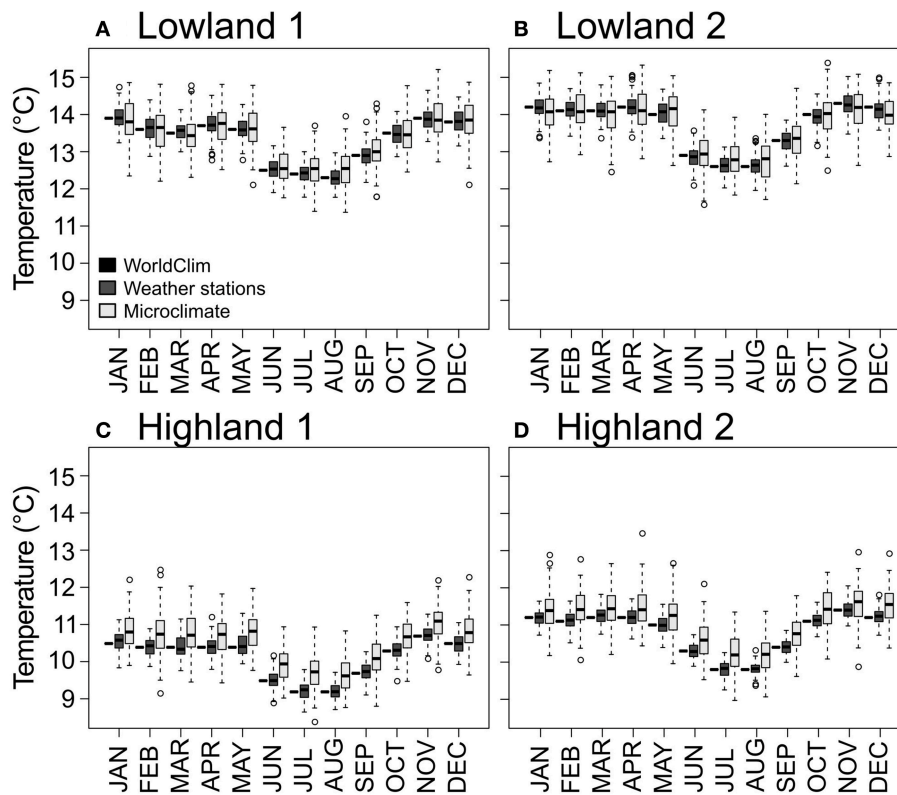 A Lowland 1
B Lowland 2
Temperature (°C)
15
14
13
12
11
10
9
WorldClim
Weather stations
Microclimate
JAN FEB MAR APR MAY JUN JUL AUG SEP OCT NOV DEC
JAN FEB MAR APR MAY JUN JUL AUG SEP OCT NOV DEC
C Highland 1
D Highland 2
Temperature (°C)
15
14
13
12
11
10
9
JAN FEB MAR APR MAY JUN JUL AUG SEP OCT NOV DEC
JAN FEB MAR APR MAY JUN JUL AUG SEP OCT NOV DEC